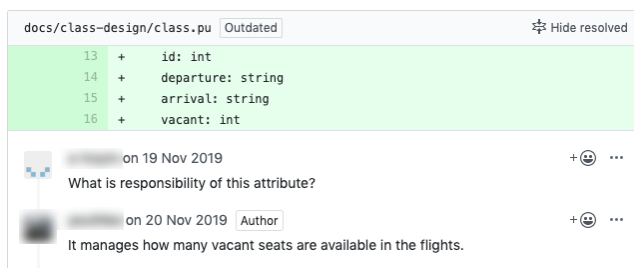 docs/class-design/class.pu Outdated Hide resolved
13 + id: int
14 + departure: string
15 + arrival: string
16 + vacant: int
on 19 Nov 2019
What is responsibility of this attribute?
on 20 Nov 2019 Author
It manages how many vacant seats are available in the flights.